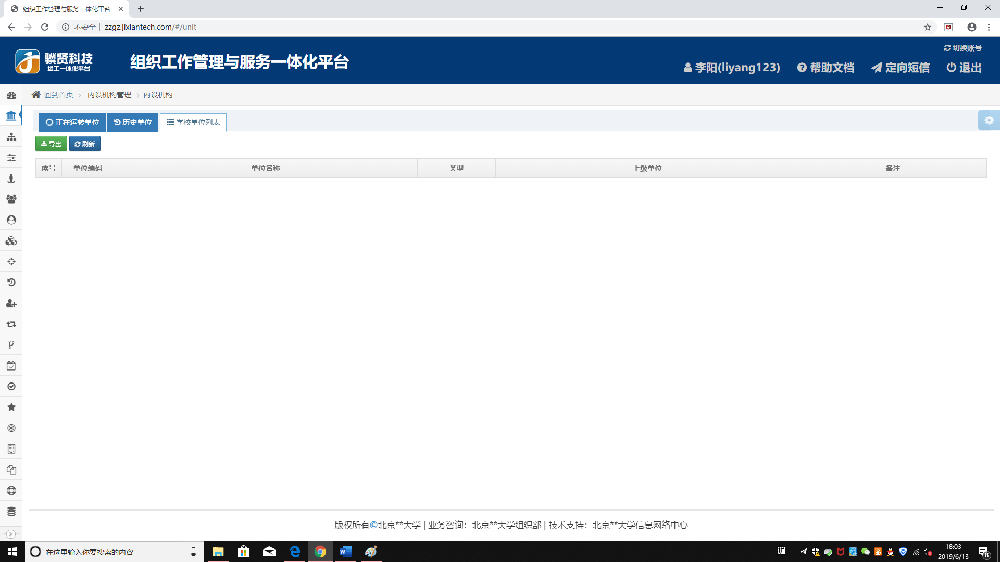 组织工作管理与服务一体化平台
不安全 zzgz.jixiantech.com/#/unit
骥贤科技
组工一体化平台
组织工作管理与服务一体化平台
切换账号
李阳(liyang123) 帮助文档 定向短信 退出
回到首页 内设机构管理 内设机构
正在运转单位 历史单位 学校单位列表
导出 刷新
序号 单位编码 单位名称 类型 上级单位 备注
版权所有©北京**大学 | 业务咨询：北京**大学组织部 | 技术支持：北京**大学信息网络中心
在这里输入你要搜索的内容
拼
18:03
2019/6/13
8